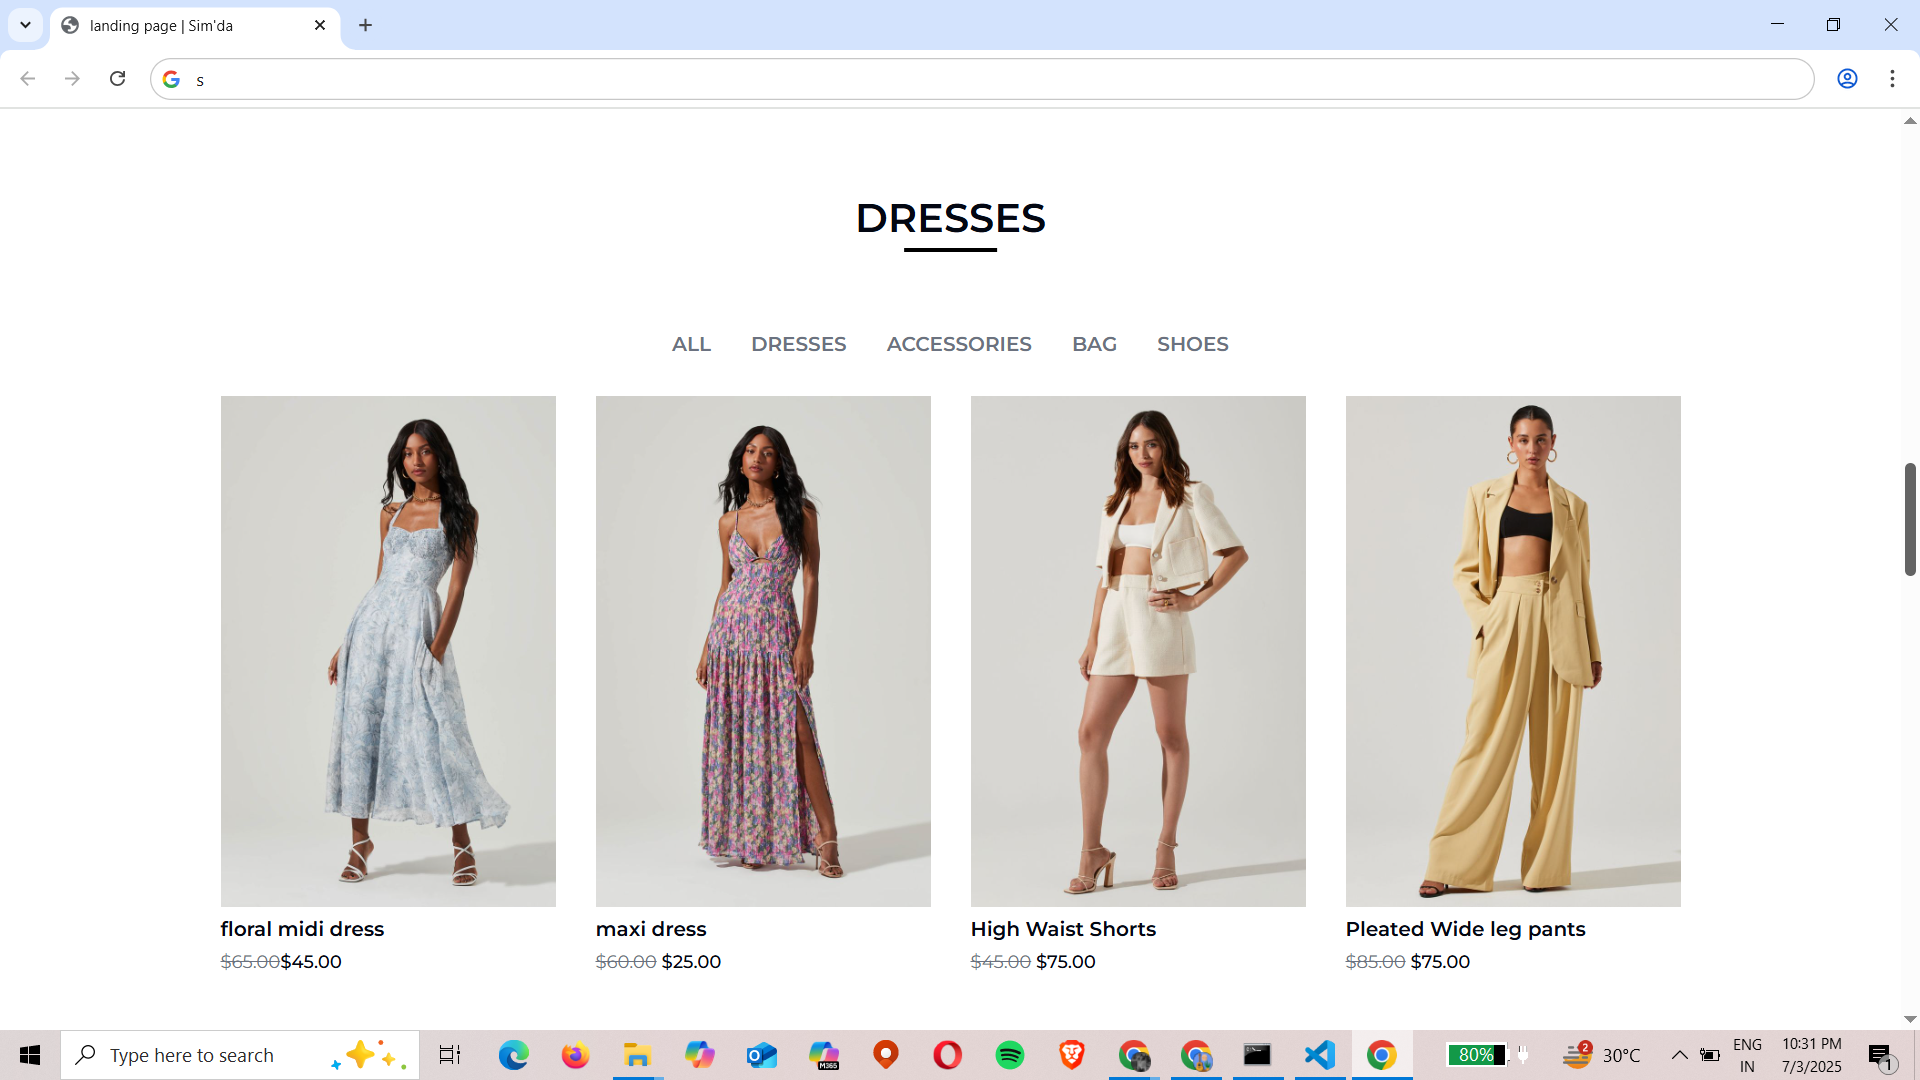 landing page | Sim'da
s
DRESSES
ALL DRESSES ACCESSORIES BAG SHOES
floral midi dress
$65.00$45.00
maxi dress
$60.00 $25.00
High Waist Shorts
$45.00 $75.00
Pleated Wide leg pants
$85.00 $75.00
Type here to search
M365
80%
2
30°C
ENG
IN
10:31 PM
7/3/2025
1